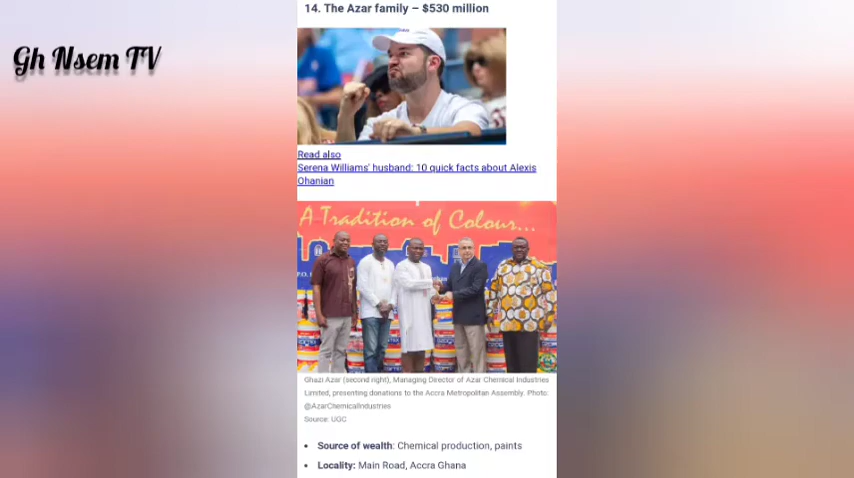 Gh Nsem TV
14. The Azar family – $530 million
Read also
Serena Williams' husband: 10 quick facts about Alexis
Ohanian
A Tradition of Colour...
Ghazi Azar (second right), Managing Director of Azar Chemical Industries
Limited, presenting donations to the Accra Metropolitan Assembly. Photo:
@AzarChemicalIndustries
Source: UGC
• Source of wealth: Chemical production, paints
• Locality: Main Road, Accra Ghana